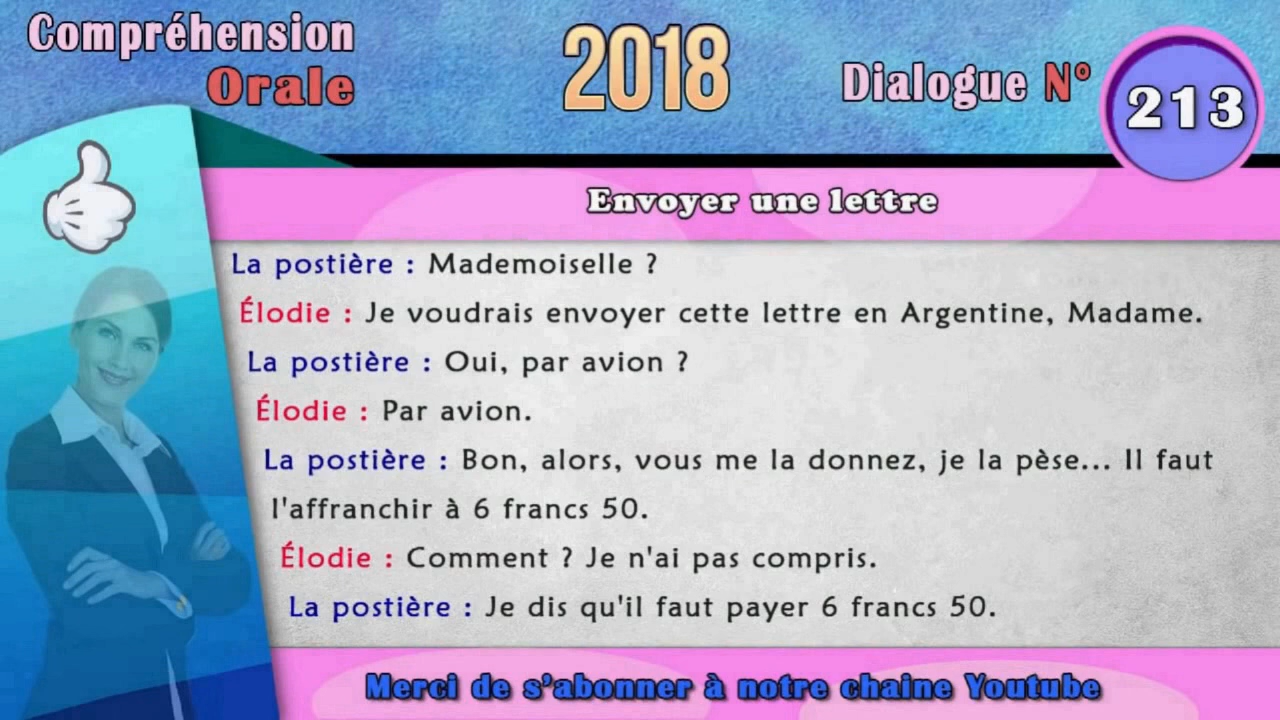 Compréhension
Orale
2018
Dialogue N°
213
Envoyer une lettre
La postière : Mademoiselle ?
Élodie : Je voudrais envoyer cette lettre en Argentine, Madame.
La postière : Oui, par avion ?
Élodie : Par avion.
La postière : Bon, alors, vous me la donnez, je la pèse... Il faut
l'affranchir à 6 francs 50.
Élodie : Comment ? Je n'ai pas compris.
La postière : Je dis qu'il faut payer 6 francs 50.
Merci de s'abonner à notre chaine Youtube